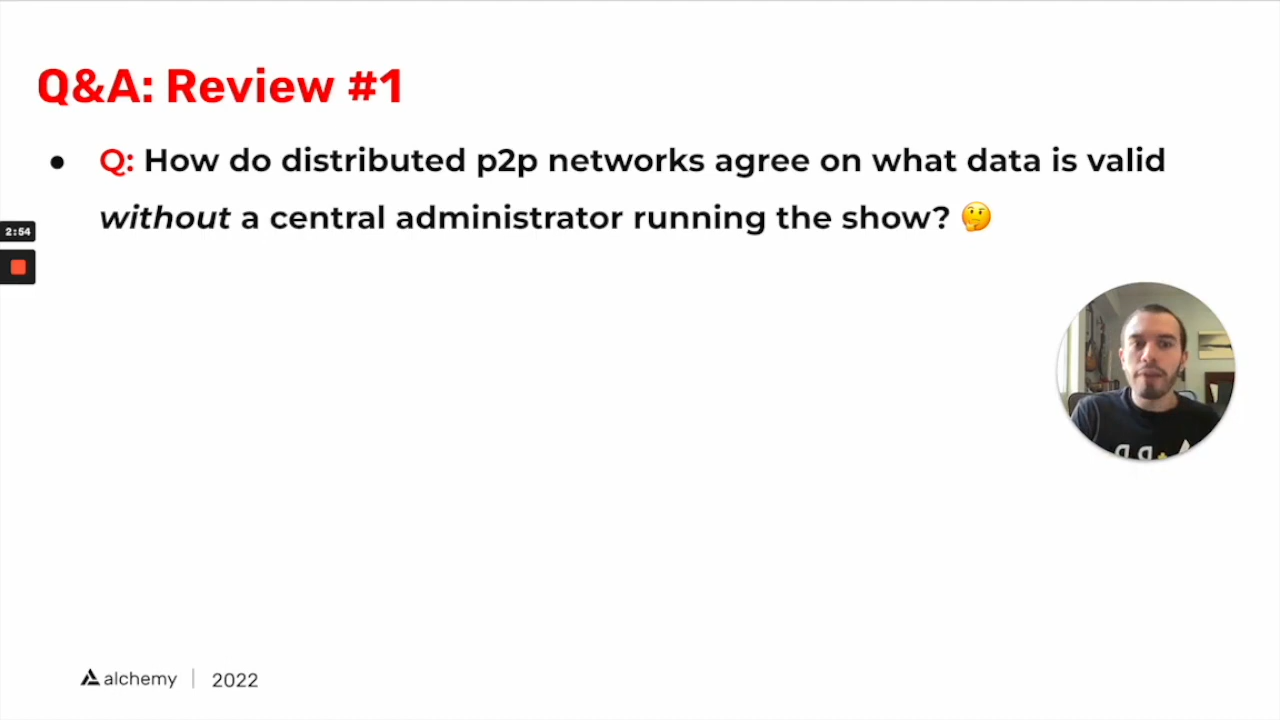 Q&A: Review #1
• Q: How do distributed p2p networks agree on what data is valid
without a central administrator running the show? 🤔
2:54
alchemy | 2022